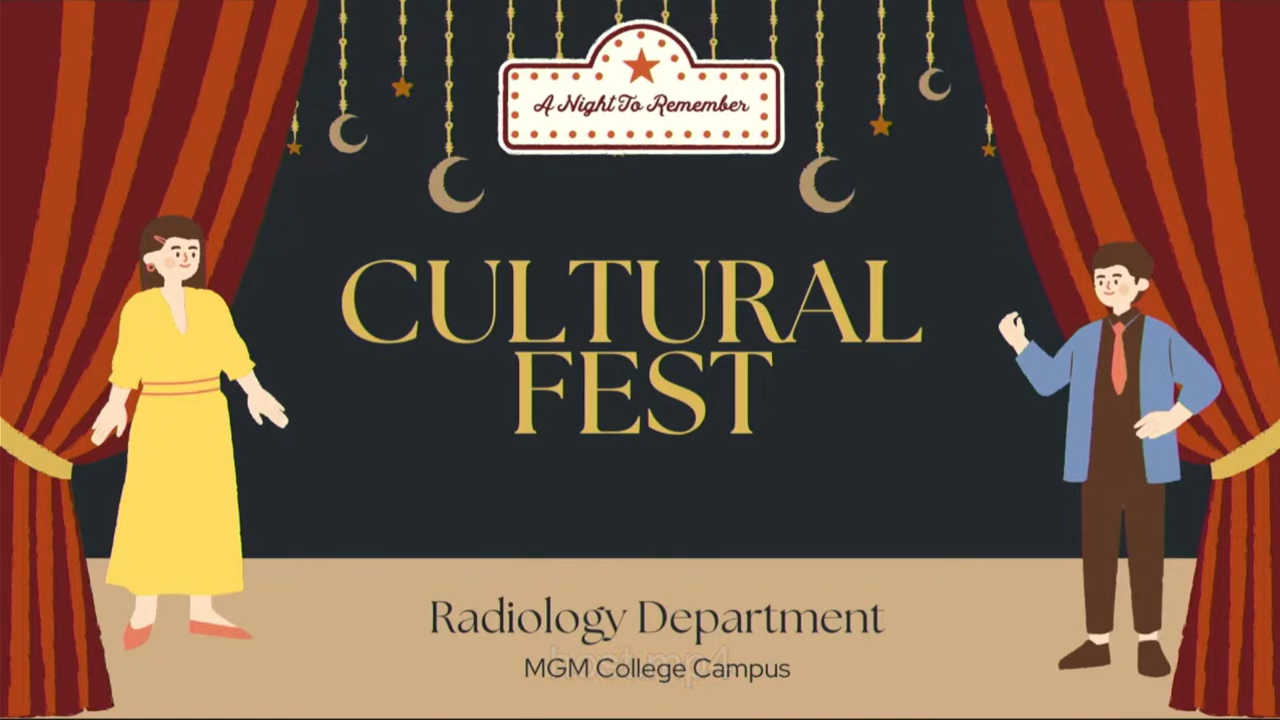 A Night To Remember
CULTURAL
FEST
Radiology Department
MGM College Campus